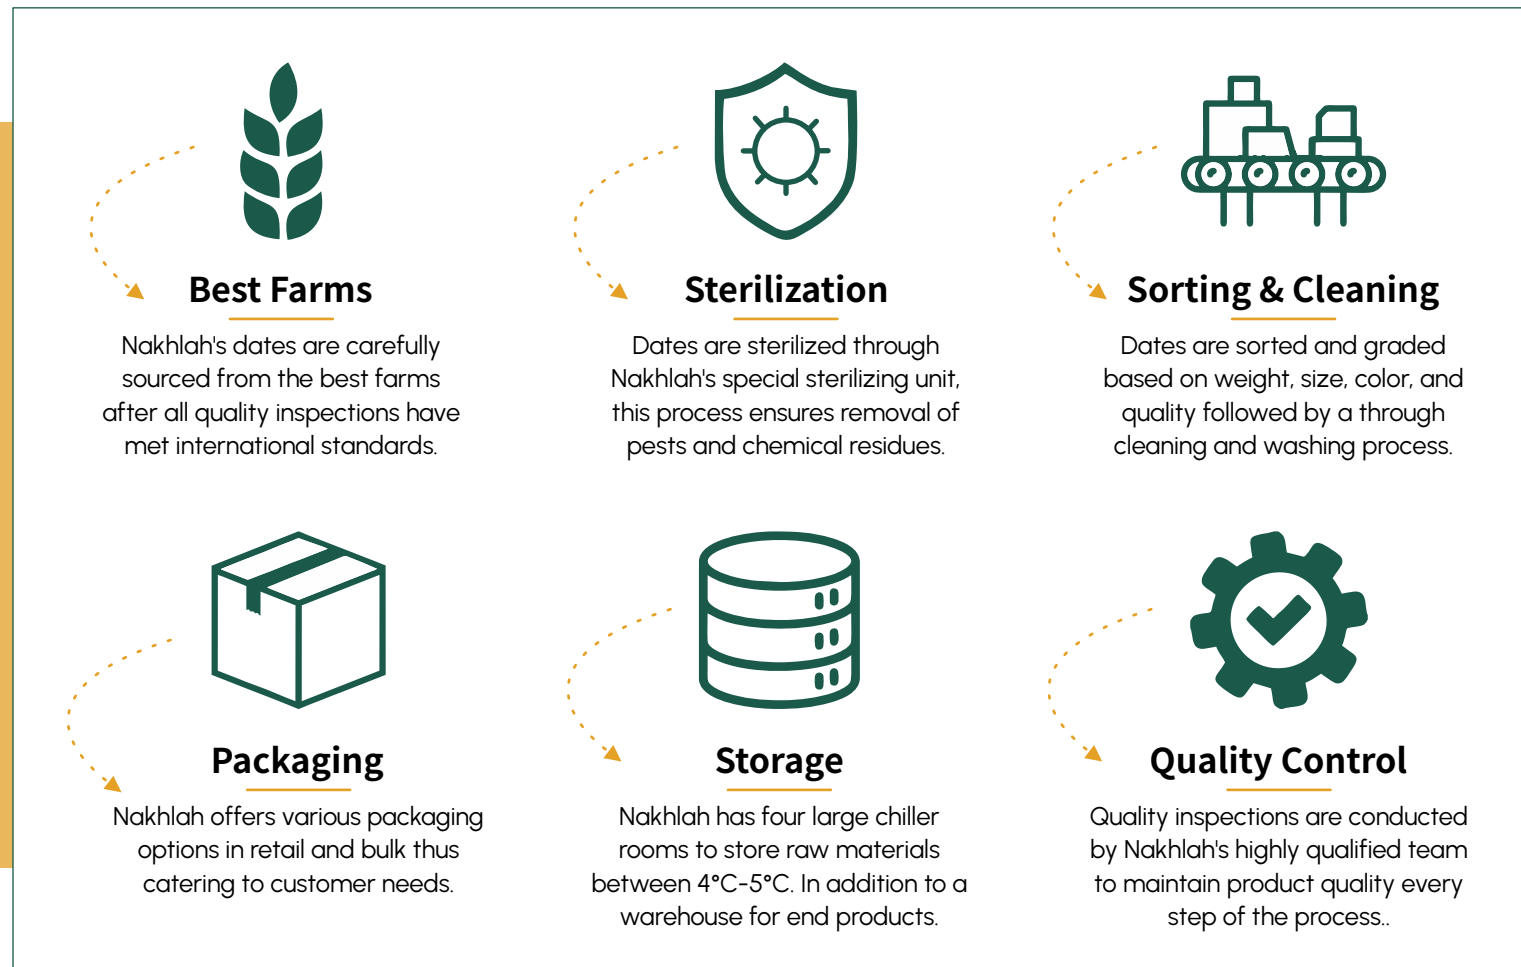 Best Farms
Nakhlah's dates are carefully
sourced from the best farms
after all quality inspections have
met international standards.
Sterilization
Dates are sterilized through
Nakhlah's special sterilizing unit,
this process ensures removal of
pests and chemical residues.
Sorting & Cleaning
Dates are sorted and graded
based on weight, size, color, and
quality followed by a through
cleaning and washing process.
Packaging
Nakhlah offers various packaging
options in retail and bulk thus
catering to customer needs.
Storage
Nakhlah has four large chiller
rooms to store raw materials
between 4°C-5°C. In addition to a
warehouse for end products.
Quality Control
Quality inspections are conducted
by Nakhlah's highly qualified team
to maintain product quality every
step of the process..